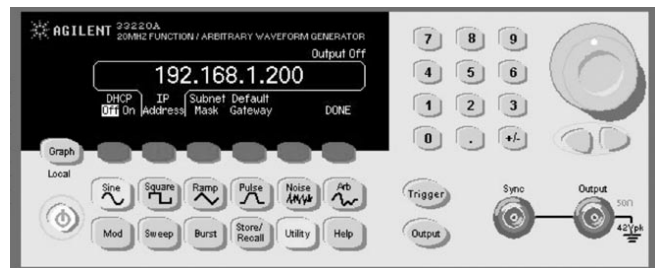 AGILENT 33220A
20MHZ FUNCTION / ARBITRARY WAVEFORM GENERATOR
Output Off
192.168.1.200
DHCP
Off On
IP
Address
Subnet
Mask
Default
Gateway
DONE
Graph
Local
Sine
Square
Ramp
Pulse
Noise
Arb
Mod
Sweep
Burst
Store/
Recall
Utility
Help
7 8 9
4 5 6
1 2 3
0 . +/-
Trigger
Output
Sync
Output
50Ω
42Vpk